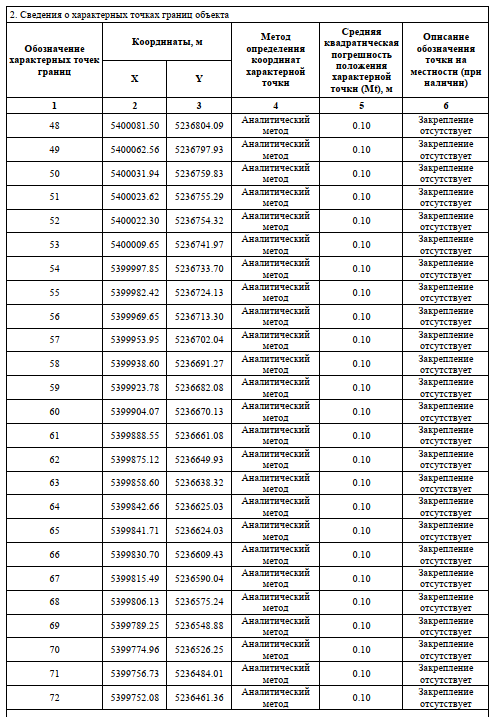 2. Сведения о характерных точках границ объекта
Обозначение характерных точек границ | Координаты, м | Метод определения координат характерной точки | Средняя квадратическая погрешность положения характерной точки (Mt), м | Описание обозначения точки на местности (при наличии)
X | Y
1 | 2 | 3 | 4 | 5 | 6
48 | 5400081.50 | 5236804.09 | Аналитический метод | 0.10 | Закрепление отсутствует
49 | 5400062.56 | 5236797.93 | Аналитический метод | 0.10 | Закрепление отсутствует
50 | 5400031.94 | 5236759.83 | Аналитический метод | 0.10 | Закрепление отсутствует
51 | 5400023.62 | 5236755.29 | Аналитический метод | 0.10 | Закрепление отсутствует
52 | 5400022.30 | 5236754.32 | Аналитический метод | 0.10 | Закрепление отсутствует
53 | 5400009.65 | 5236741.97 | Аналитический метод | 0.10 | Закрепление отсутствует
54 | 5399997.85 | 5236733.70 | Аналитический метод | 0.10 | Закрепление отсутствует
55 | 5399982.42 | 5236724.13 | Аналитический метод | 0.10 | Закрепление отсутствует
56 | 5399969.65 | 5236713.30 | Аналитический метод | 0.10 | Закрепление отсутствует
57 | 5399953.95 | 5236702.04 | Аналитический метод | 0.10 | Закрепление отсутствует
58 | 5399938.60 | 5236691.27 | Аналитический метод | 0.10 | Закрепление отсутствует
59 | 5399923.78 | 5236682.08 | Аналитический метод | 0.10 | Закрепление отсутствует
60 | 5399904.07 | 5236670.13 | Аналитический метод | 0.10 | Закрепление отсутствует
61 | 5399888.55 | 5236661.08 | Аналитический метод | 0.10 | Закрепление отсутствует
62 | 5399875.12 | 5236649.93 | Аналитический метод | 0.10 | Закрепление отсутствует
63 | 5399858.60 | 5236638.32 | Аналитический метод | 0.10 | Закрепление отсутствует
64 | 5399842.66 | 5236625.03 | Аналитический метод | 0.10 | Закрепление отсутствует
65 | 5399841.71 | 5236624.03 | Аналитический метод | 0.10 | Закрепление отсутствует
66 | 5399830.70 | 5236609.43 | Аналитический метод | 0.10 | Закрепление отсутствует
67 | 5399815.49 | 5236590.04 | Аналитический метод | 0.10 | Закрепление отсутствует
68 | 5399806.13 | 5236575.24 | Аналитический метод | 0.10 | Закрепление отсутствует
69 | 5399789.25 | 5236548.88 | Аналитический метод | 0.10 | Закрепление отсутствует
70 | 5399774.96 | 5236526.25 | Аналитический метод | 0.10 | Закрепление отсутствует
71 | 5399756.73 | 5236484.01 | Аналитический метод | 0.10 | Закрепление отсутствует
72 | 5399752.08 | 5236461.36 | Аналитический метод | 0.10 | Закрепление отсутствует